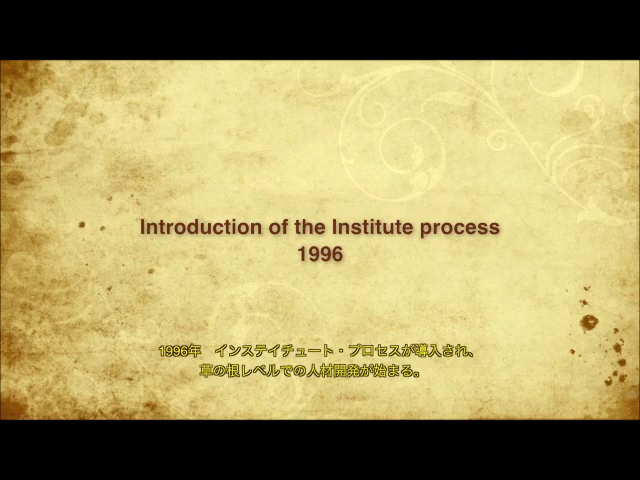 Introduction of the Institute process
1996
1996年　インステイチュート・プロセスが導入され、
草の根レベルでの人材開発が始まる。